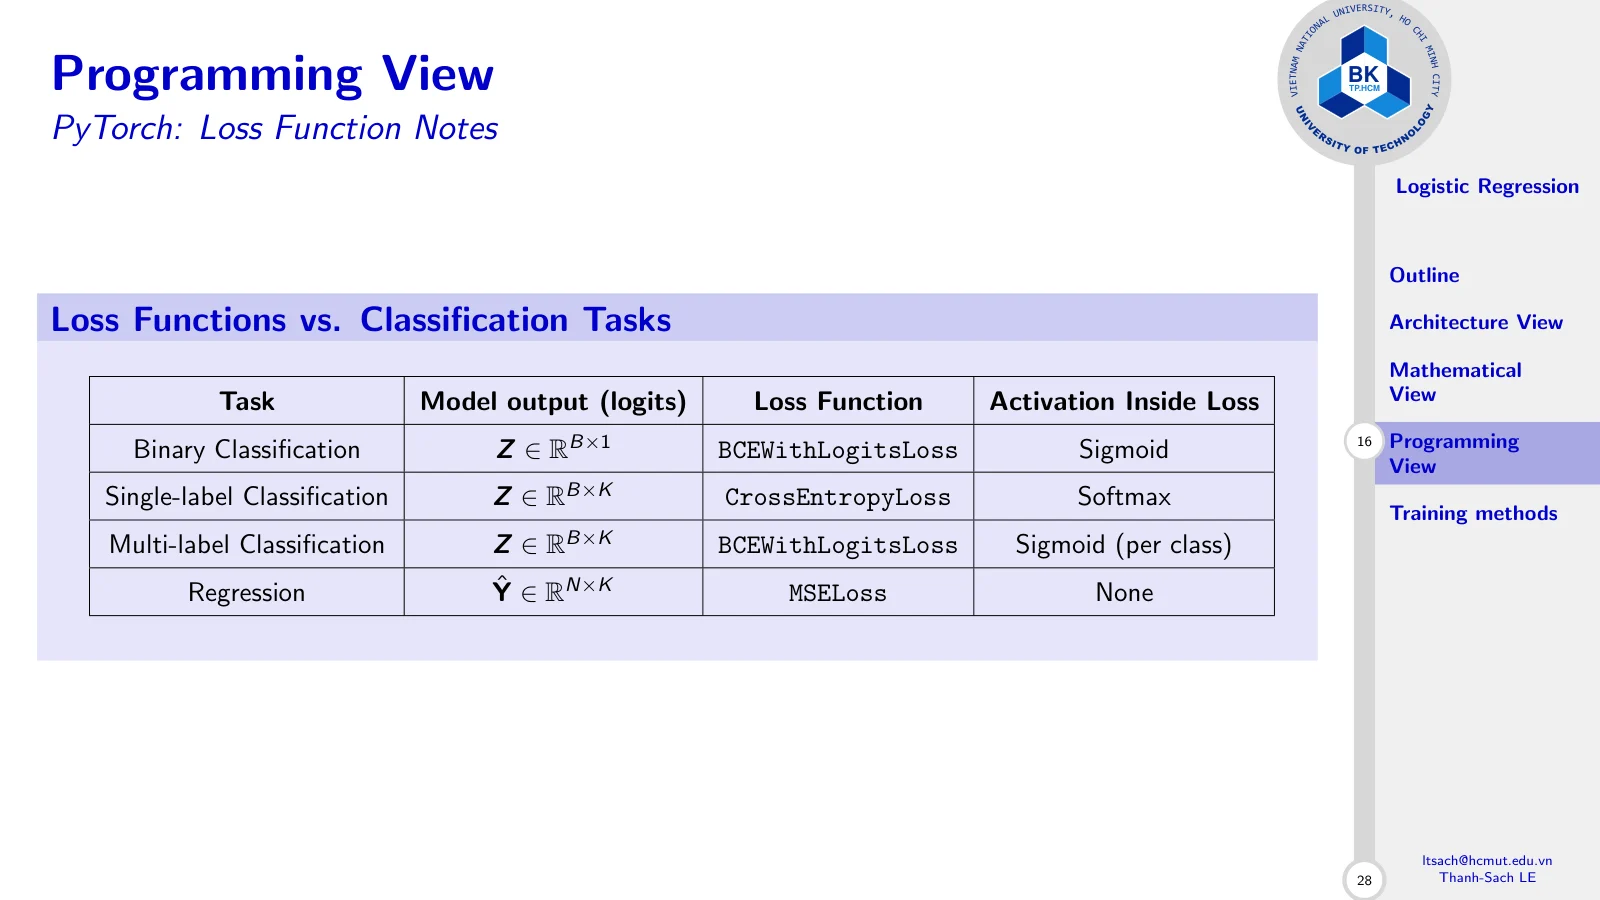 Programming View
PyTorch: Loss Function Notes
Loss Functions vs. Classification Tasks
Task Model output (logits) Loss Function Activation Inside Loss
Binary Classification Z ∈ ℝ^{B×1} BCEWithLogitsLoss Sigmoid
Single-label Classification Z ∈ ℝ^{B×K} CrossEntropyLoss Softmax
Multi-label Classification Z ∈ ℝ^{B×K} BCEWithLogitsLoss Sigmoid (per class)
Regression Ŷ ∈ ℝ^{N×K} MSELoss None
VIETNAM NATIONAL UNIVERSITY, HO CHI MINH CITY
BK
TP.HCM
UNIVERSITY OF TECHNOLOGY
Logistic Regression
Outline
Architecture View
Mathematical
View
16 Programming
View
Training methods
ltsach@hcmut.edu.vn
Thanh-Sach LE
28